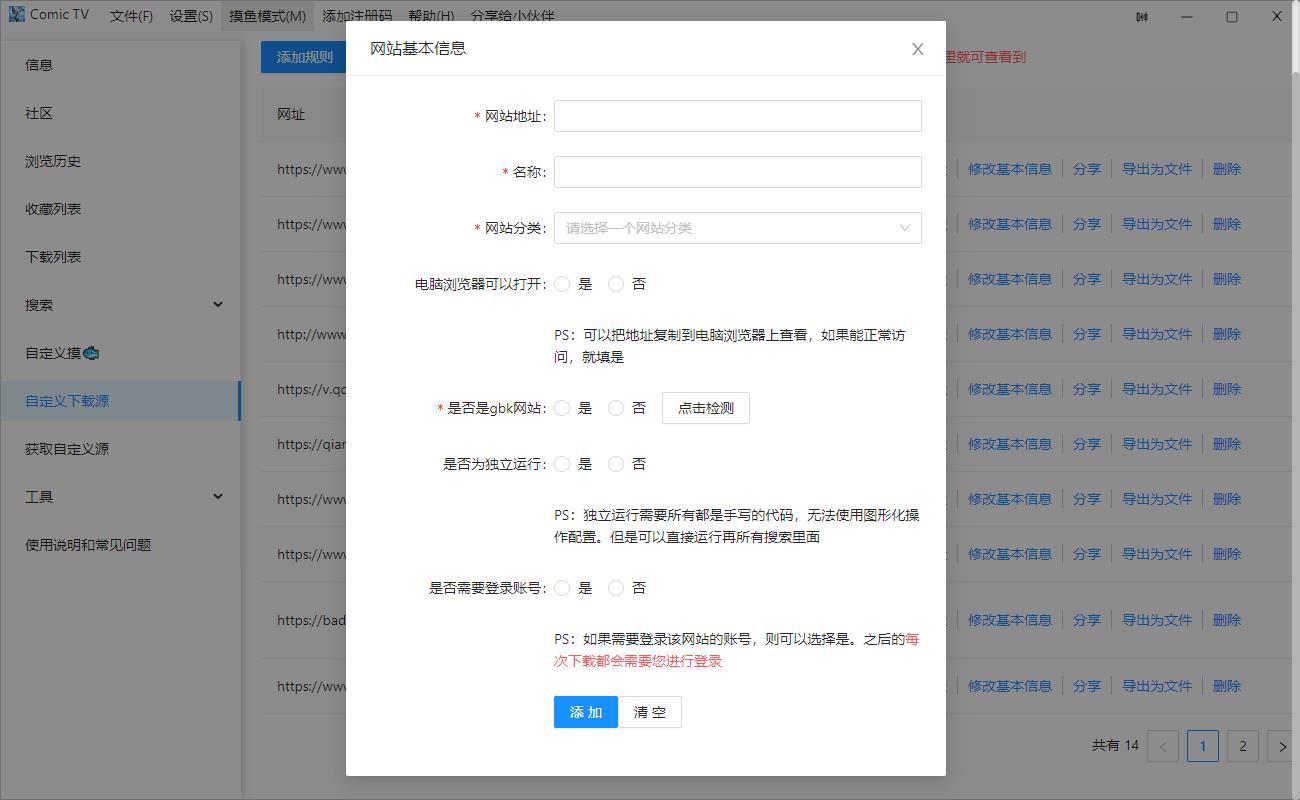 Comic TV 文件(F) 设置(S) 摸鱼模式(M) 添加注册码 帮助(H) 分享给小伙伴
信息
社区
浏览历史
收藏列表
下载列表
搜索
自定义摸🐟
自定义下载源
获取自定义源
工具
使用说明和常见问题
添加规则
里就可查看到
网址
https://www
修改基本信息 分享 导出为文件 删除
https://www
修改基本信息 分享 导出为文件 删除
https://www
修改基本信息 分享 导出为文件 删除
http://www
修改基本信息 分享 导出为文件 删除
https://v.qq
修改基本信息 分享 导出为文件 删除
https://qian
修改基本信息 分享 导出为文件 删除
https://www
修改基本信息 分享 导出为文件 删除
https://www
修改基本信息 分享 导出为文件 删除
https://bad
修改基本信息 分享 导出为文件 删除
https://www
修改基本信息 分享 导出为文件 删除
共有 14 < 1 2 >
网站基本信息
* 网站地址:
* 名称:
* 网站分类: 请选择一个网站分类
电脑浏览器可以打开: 是 否
PS：可以把地址复制到电脑浏览器上查看，如果能正常访
问，就填是
* 是否是gbk网站: 是 否 点击检测
是否为独立运行: 是 否
PS：独立运行需要所有都是手写的代码，无法使用图形化操
作配置。但是可以直接运行再所有搜索里面
是否需要登录账号: 是 否
PS：如果需要登录该网站的账号，则可以选择是。之后的每
次下载都会需要您进行登录
添 加 清 空